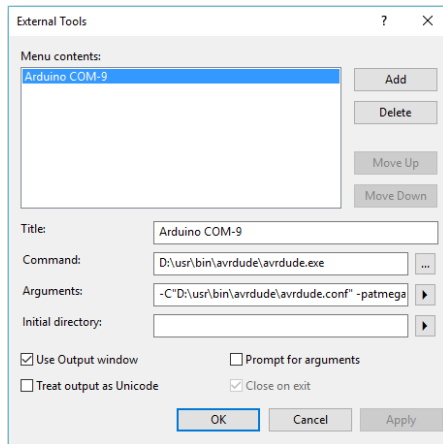 External Tools
? X
Menu contents:
Arduino COM-9
Add
Delete
Move Up
Move Down
Title:
Arduino COM-9
Command:
D:\usr\bin\avrdude\avrdude.exe
...
Arguments:
-C"D:\usr\bin\avrdude\avrdude.conf" -patmega
Initial directory:
Use Output window
Prompt for arguments
Treat output as Unicode
Close on exit
OK
Cancel
Apply